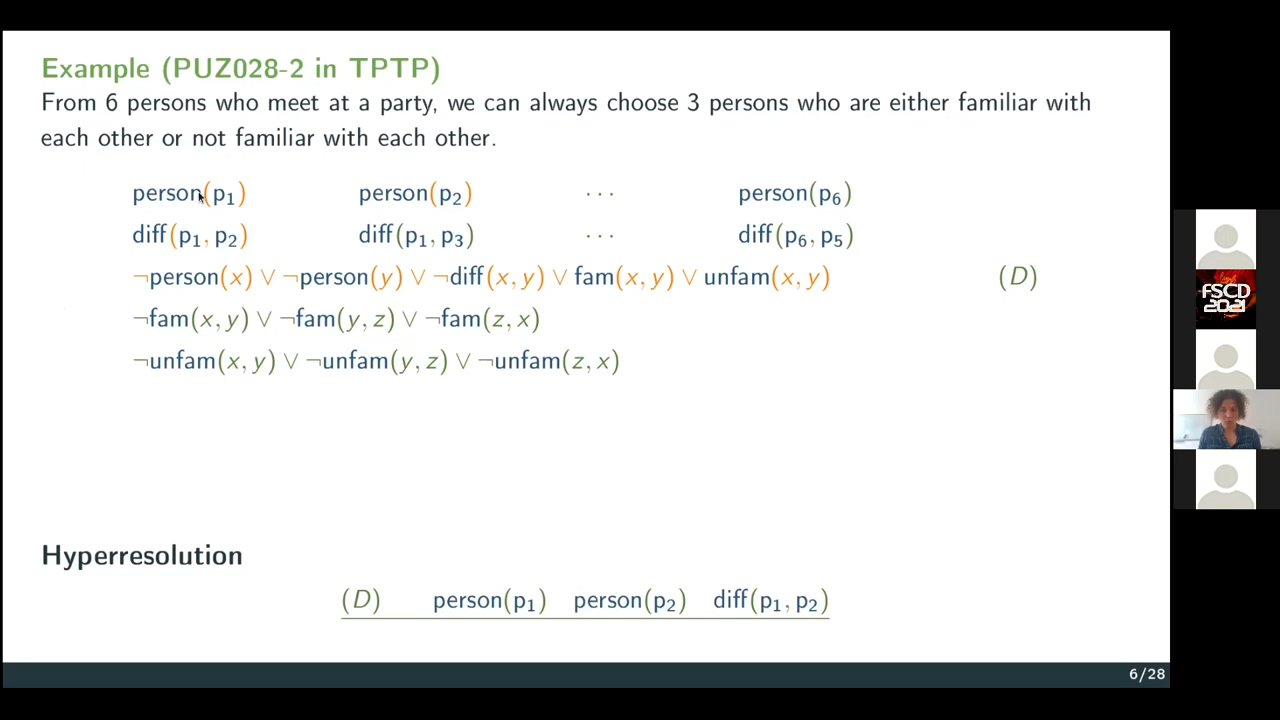 Example (PUZ028-2 in TPTP)
From 6 persons who meet at a party, we can always choose 3 persons who are either familiar with
each other or not familiar with each other.
person(p₁) person(p₂) ··· person(p₆)
diff(p₁, p₂) diff(p₁, p₃) ··· diff(p₆, p₅)
¬person(x) ∨ ¬person(y) ∨ ¬diff(x, y) ∨ fam(x, y) ∨ unfam(x, y) (D)
¬fam(x, y) ∨ ¬fam(y, z) ∨ ¬fam(z, x)
¬unfam(x, y) ∨ ¬unfam(y, z) ∨ ¬unfam(z, x)
Hyperresolution
(D) person(p₁) person(p₂) diff(p₁, p₂)
6/28
FSCD
2021